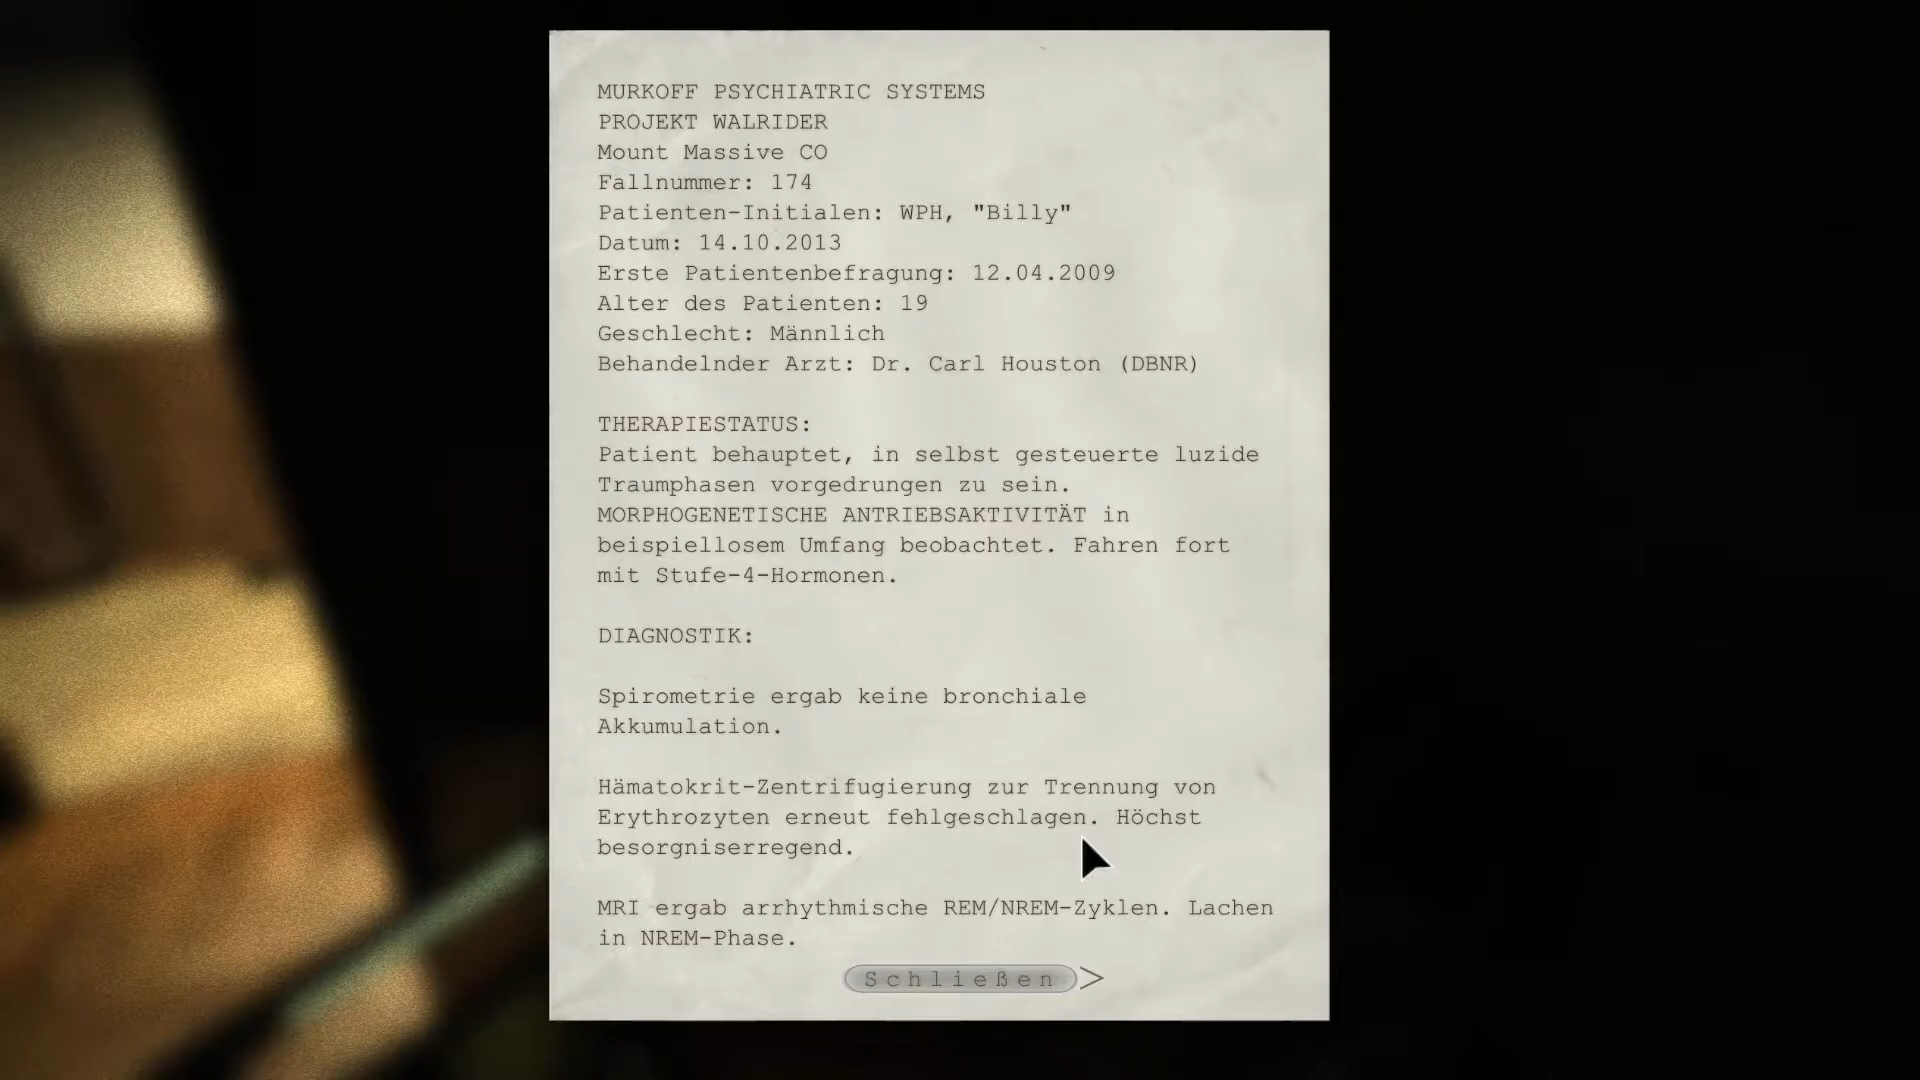 MURKOFF PSYCHIATRIC SYSTEMS
PROJEKT WALRIDER
Mount Massive CO
Fallnummer: 174
Patienten-Initialen: WPH, "Billy"
Datum: 14.10.2013
Erste Patientenbefragung: 12.04.2009
Alter des Patienten: 19
Geschlecht: Männlich
Behandelnder Arzt: Dr. Carl Houston (DBNR)
THERAPIESTATUS:
Patient behauptet, in selbst gesteuerte luzide
Traumphasen vorgedrungen zu sein.
MORPHOGENETISCHE ANTRIEBSAKTIVITÄT in
beispiellosem Umfang beobachtet. Fahren fort
mit Stufe-4-Hormonen.
DIAGNOSTIK:
Spirometrie ergab keine bronchiale
Akkumulation.
Hämatokrit-Zentrifugierung zur Trennung von
Erythrozyten erneut fehlgeschlagen. Höchst
besorgniserregend.
MRI ergab arrhythmische REM/NREM-Zyklen. Lachen
in NREM-Phase.
Schließen >